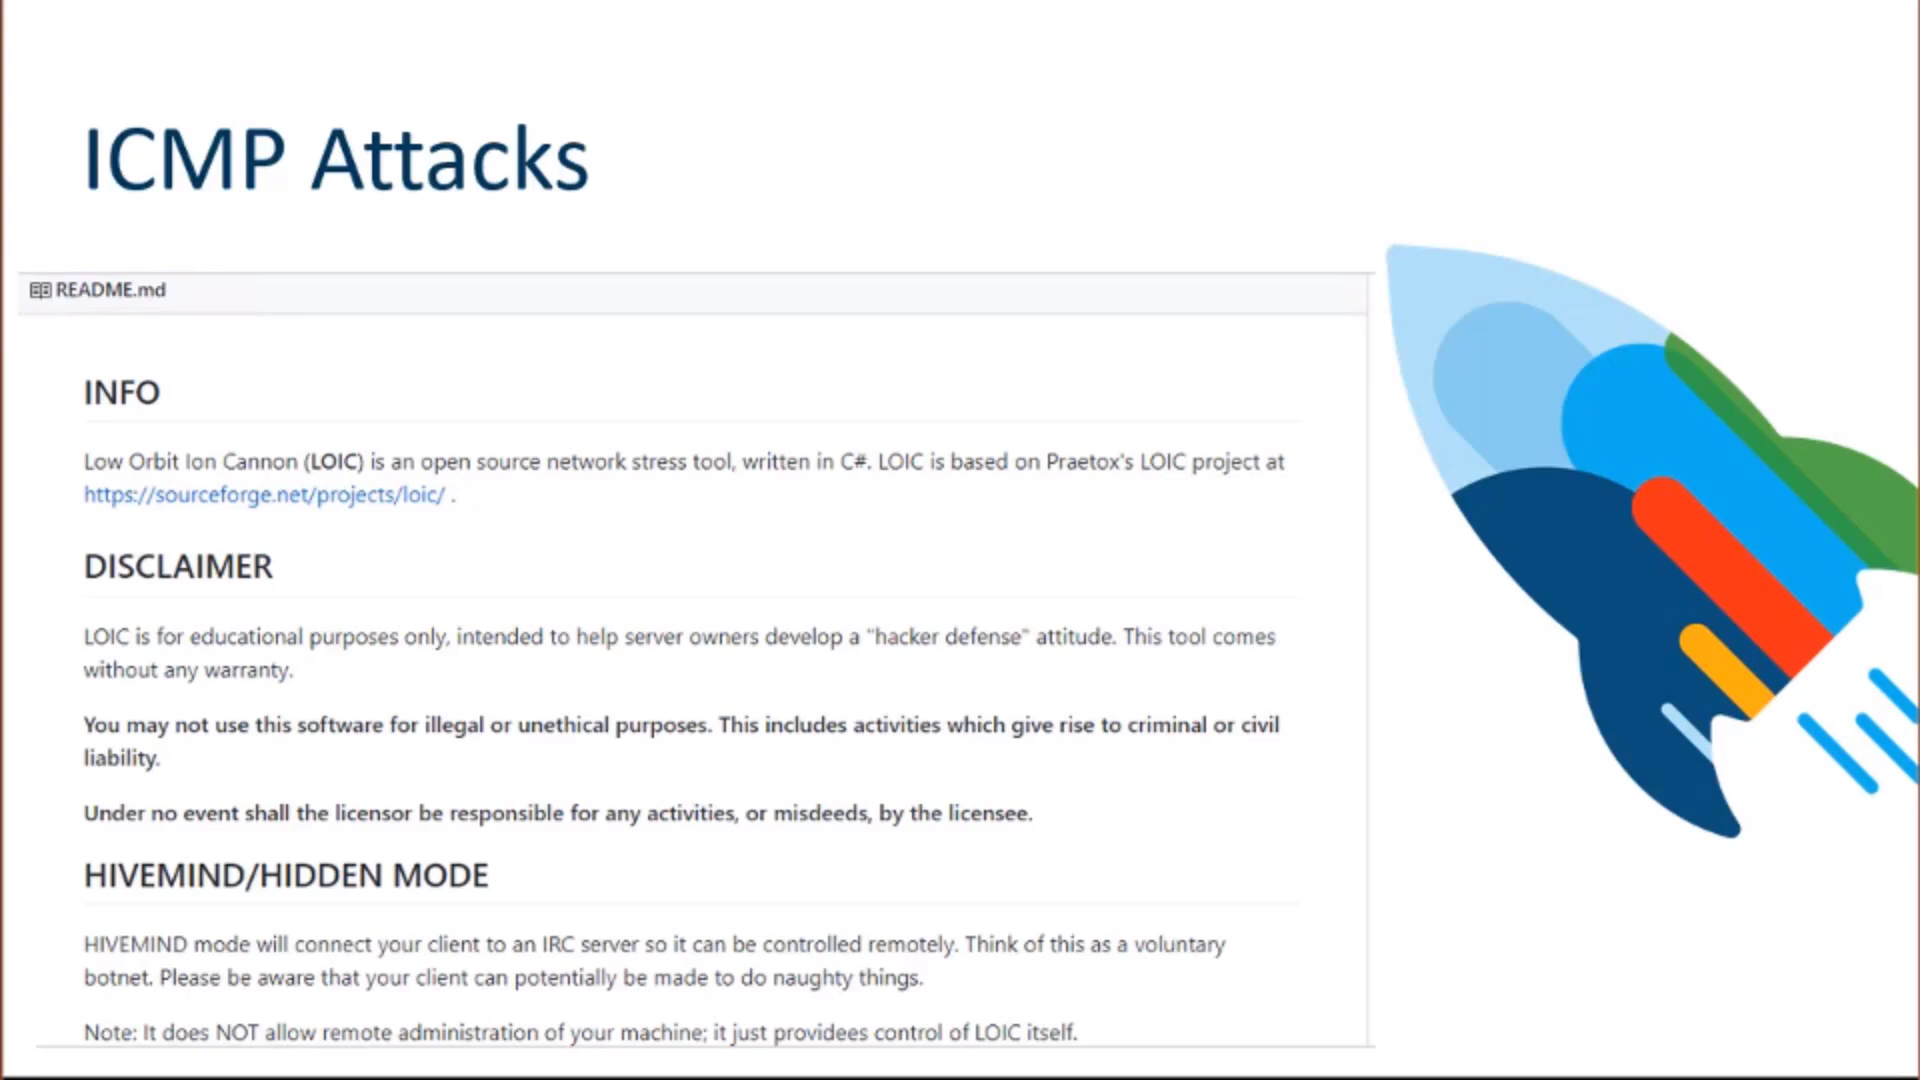 ICMP Attacks
README.md
INFO
Low Orbit Ion Cannon (LOIC) is an open source network stress tool, written in C#. LOIC is based on Praetox's LOIC project at
https://sourceforge.net/projects/loic/ .
DISCLAIMER
LOIC is for educational purposes only, intended to help server owners develop a "hacker defense" attitude. This tool comes
without any warranty.
You may not use this software for illegal or unethical purposes. This includes activities which give rise to criminal or civil
liability.
Under no event shall the licensor be responsible for any activities, or misdeeds, by the licensee.
HIVEMIND/HIDDEN MODE
HIVEMIND mode will connect your client to an IRC server so it can be controlled remotely. Think of this as a voluntary
botnet. Please be aware that your client can potentially be made to do naughty things.
Note: It does NOT allow remote administration of your machine; it just providees control of LOIC itself.